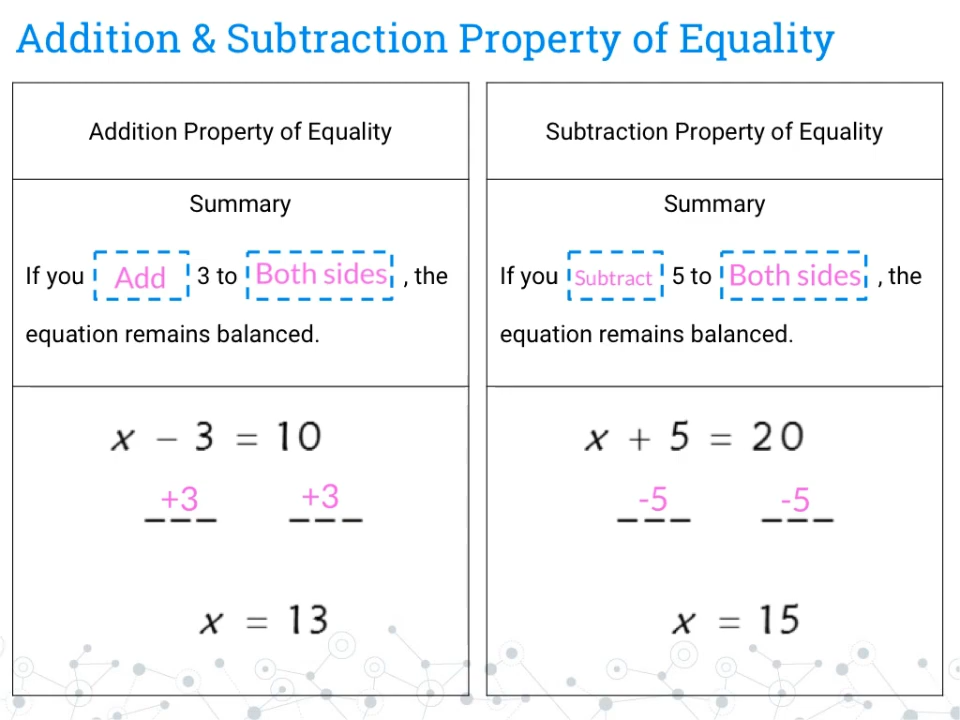 Addition & Subtraction Property of Equality
Addition Property of Equality
Summary
If you Add 3 to Both sides , the
equation remains balanced.
x − 3 = 10
+3 +3
x = 13
Subtraction Property of Equality
Summary
If you Subtract 5 to Both sides , the
equation remains balanced.
x + 5 = 20
-5 -5
x = 15